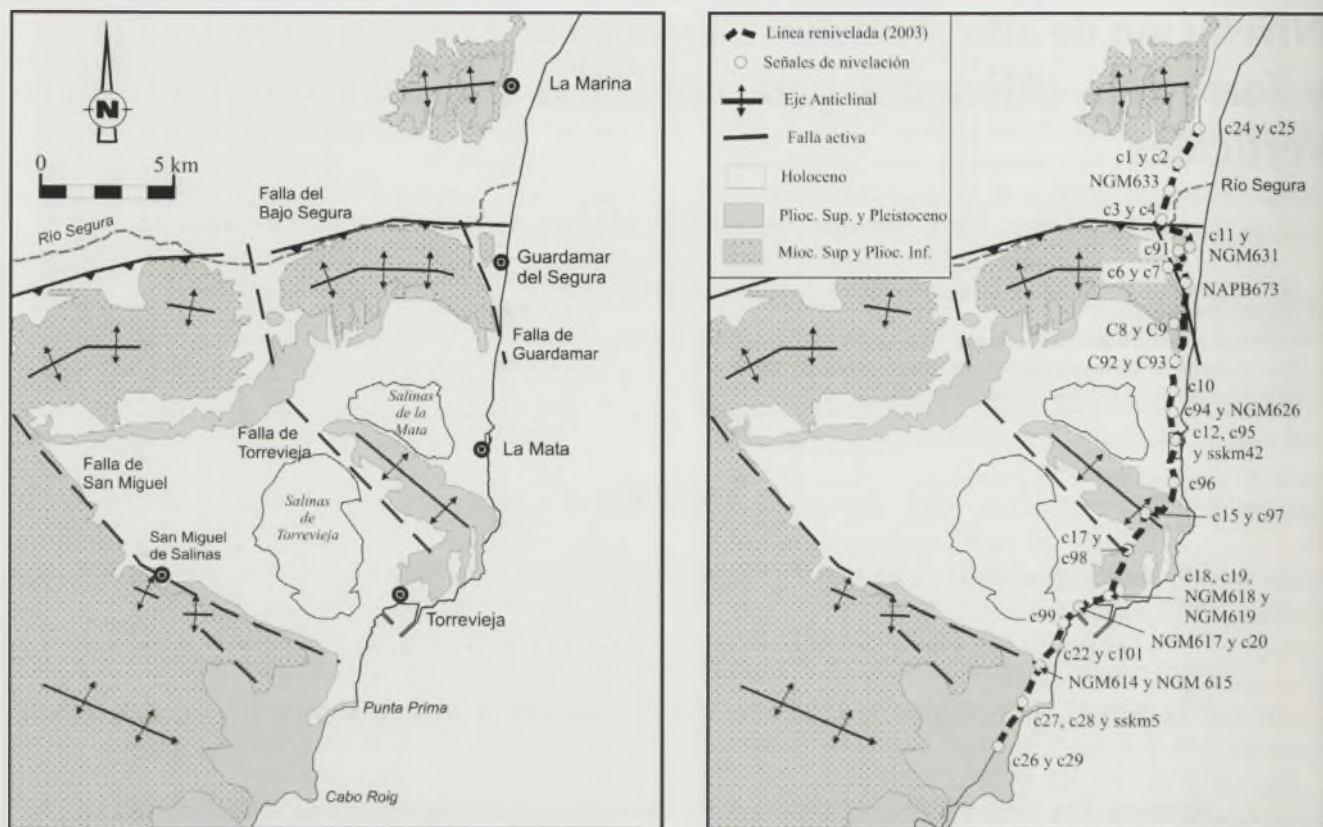 La Marina
N
0
5 km
Falla del
Bajo Segura
Río Segura
Guardamar
del Segura
Falla de
Guardamar
Salinas
de la
Mata
Falla de
Torrevieja
La Mata
Falla de
San Miguel
Salinas
de
Torrevieja
San Miguel
de Salinas
Torrevieja
Punta Prima
Cabo Roig
Línea renivelada (2003)
Señales de nivelación
Eje Anticlinal
Falla activa
Holoceno
Plioc. Sup. y Pleistoceno
Mioc. Sup y Plioc. Inf.
c24 y c25
c1 y c2
NGM633
Río Segura
c3 y c4
c11 y
NGM631
c91
c6 y c7
NAPB673
C8 y C9
C92 y C93
c10
c94 y NGM626
c12, c95
y sskm42
c96
c15 y c97
c17 y
c98
c18, c19,
NGM618 y
NGM619
c99
NGM617 y c20
c22 y c101
NGM614 y NGM 615
c27, c28 y sskm5
c26 y c29